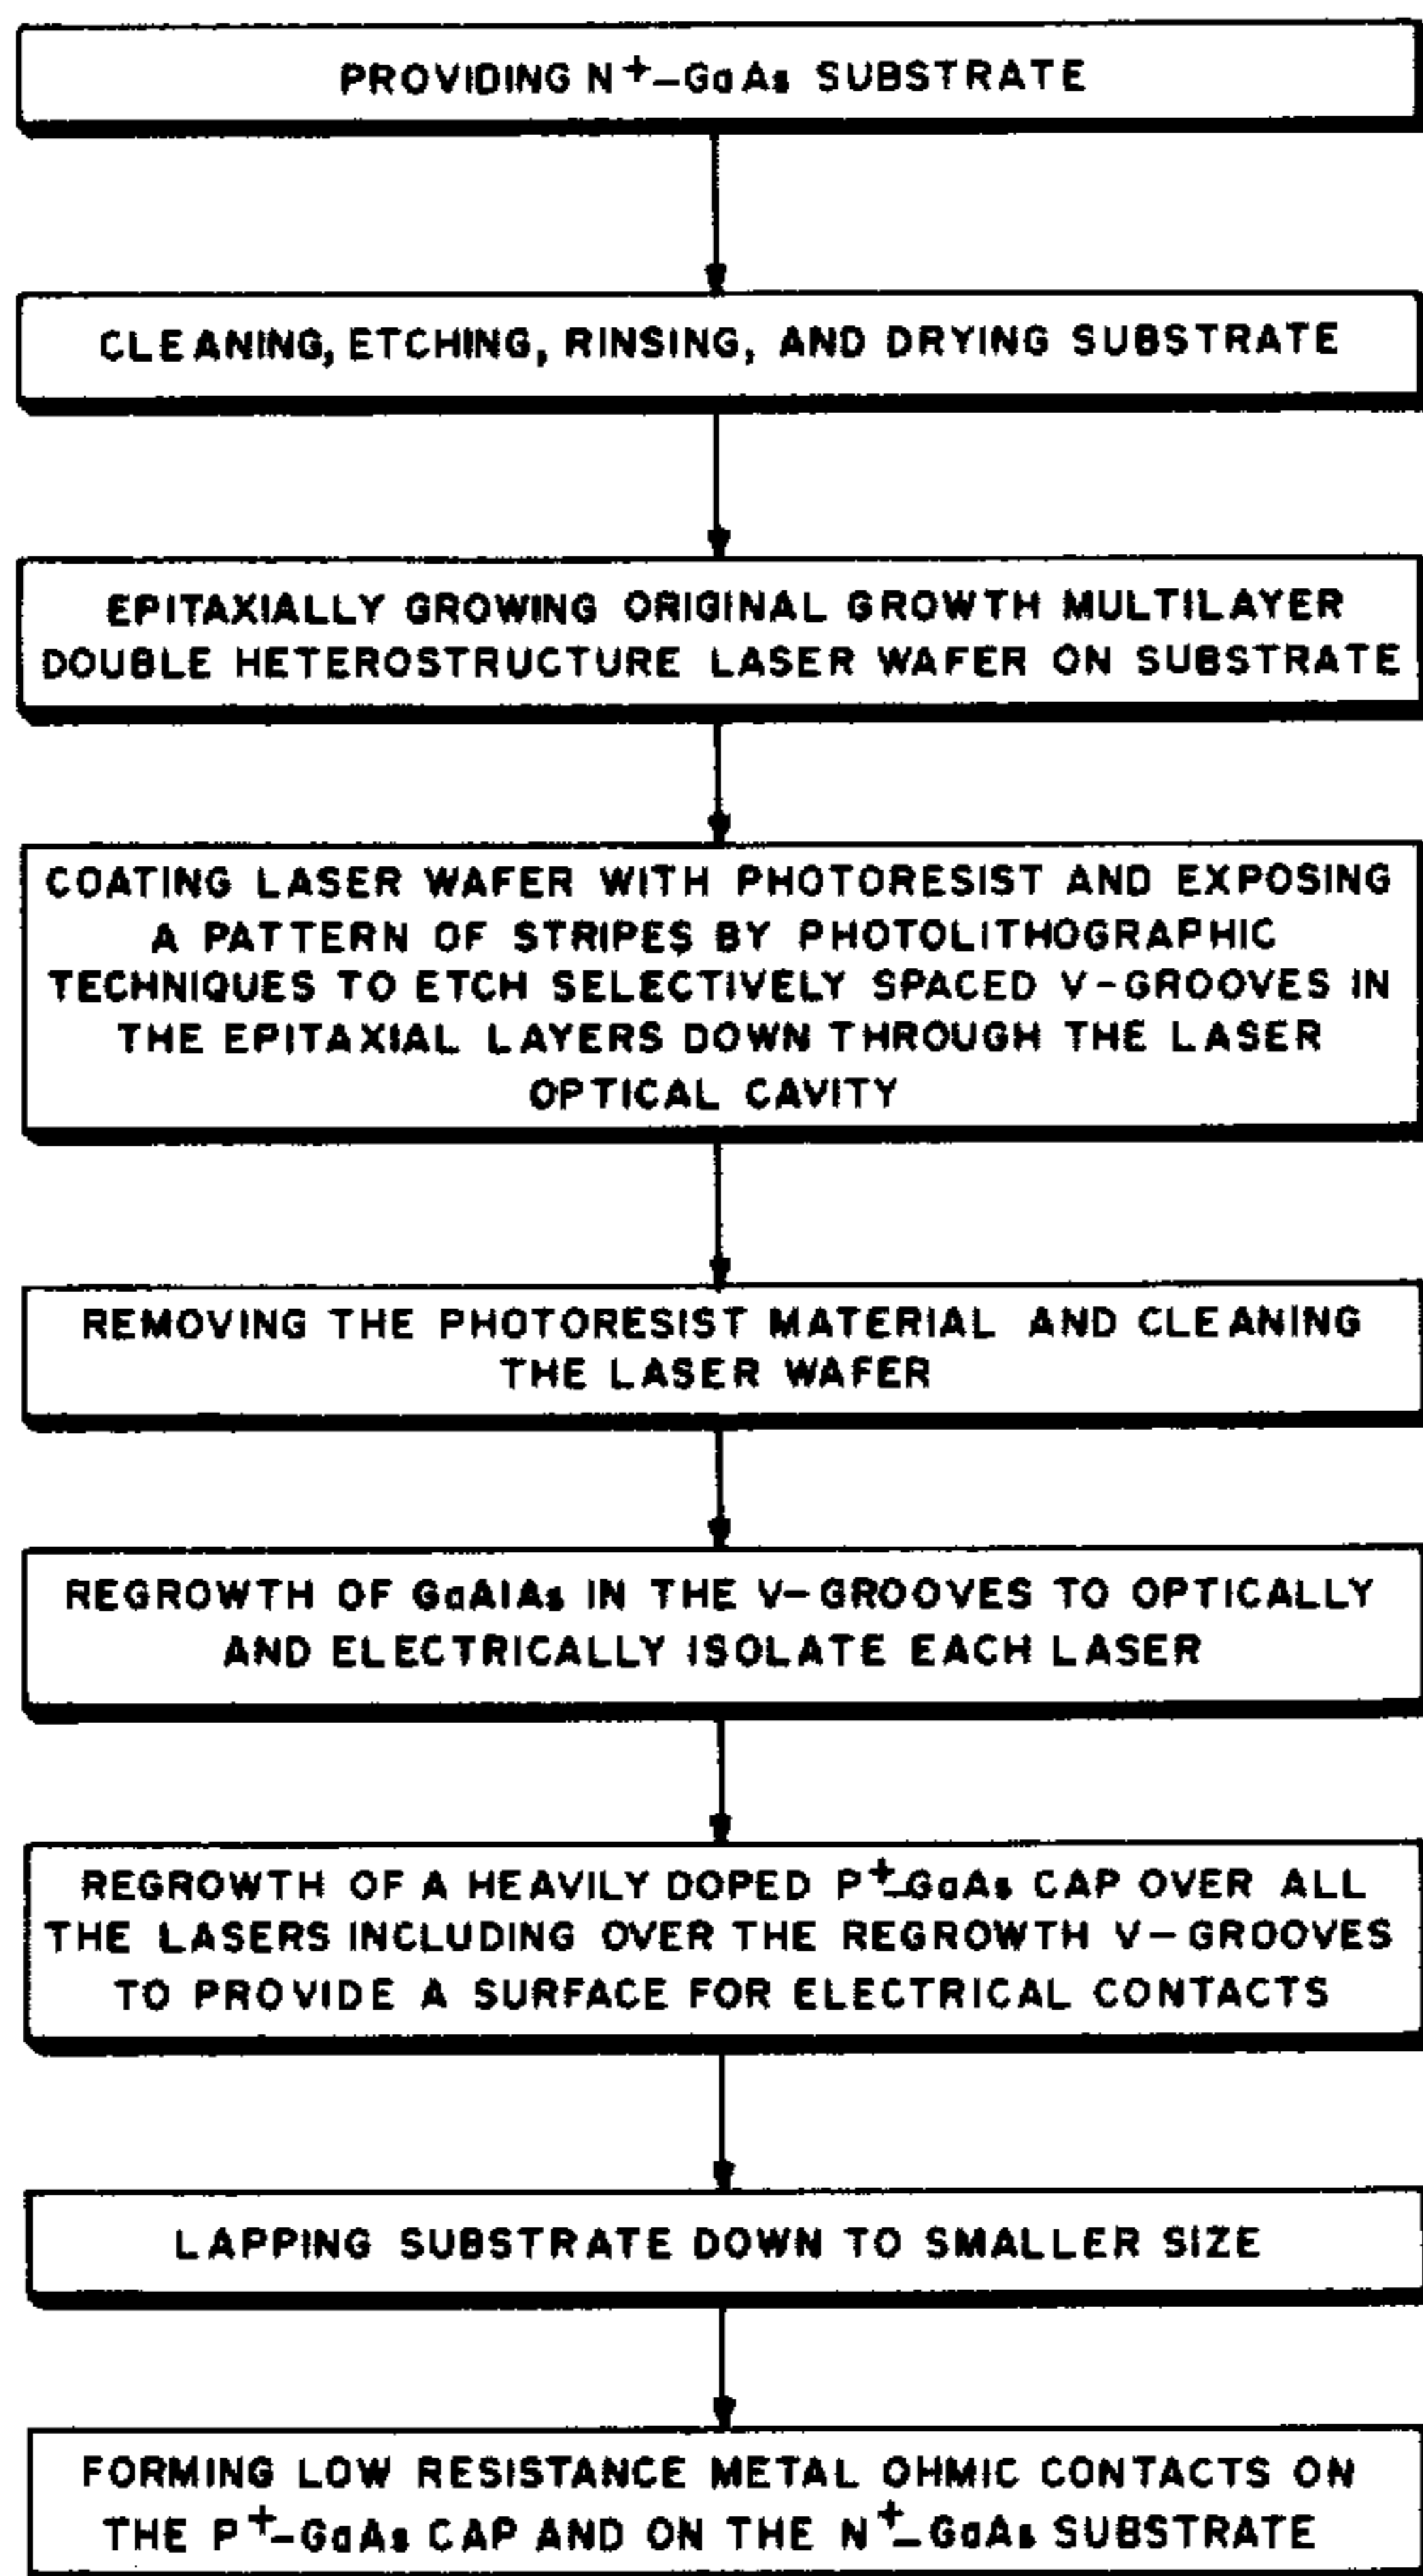 PROVIDING N⁺-GaAs SUBSTRATE
CLEANING, ETCHING, RINSING, AND DRYING SUBSTRATE
EPITAXIALLY GROWING ORIGINAL GROWTH MULTILAYER
DOUBLE HETEROSTRUCTURE LASER WAFER ON SUBSTRATE
COATING LASER WAFER WITH PHOTORESIST AND EXPOSING
A PATTERN OF STRIPES BY PHOTOLITHOGRAPHIC
TECHNIQUES TO ETCH SELECTIVELY SPACED V-GROOVES IN
THE EPITAXIAL LAYERS DOWN THROUGH THE LASER
OPTICAL CAVITY
REMOVING THE PHOTORESIST MATERIAL AND CLEANING
THE LASER WAFER
REGROWTH OF GaAlAs IN THE V-GROOVES TO OPTICALLY
AND ELECTRICALLY ISOLATE EACH LASER
REGROWTH OF A HEAVILY DOPED P⁺-GaAs CAP OVER ALL
THE LASERS INCLUDING OVER THE REGROWTH V-GROOVES
TO PROVIDE A SURFACE FOR ELECTRICAL CONTACTS
LAPPING SUBSTRATE DOWN TO SMALLER SIZE
FORMING LOW RESISTANCE METAL OHMIC CONTACTS ON
THE P⁺-GaAs CAP AND ON THE N⁺-GaAs SUBSTRATE